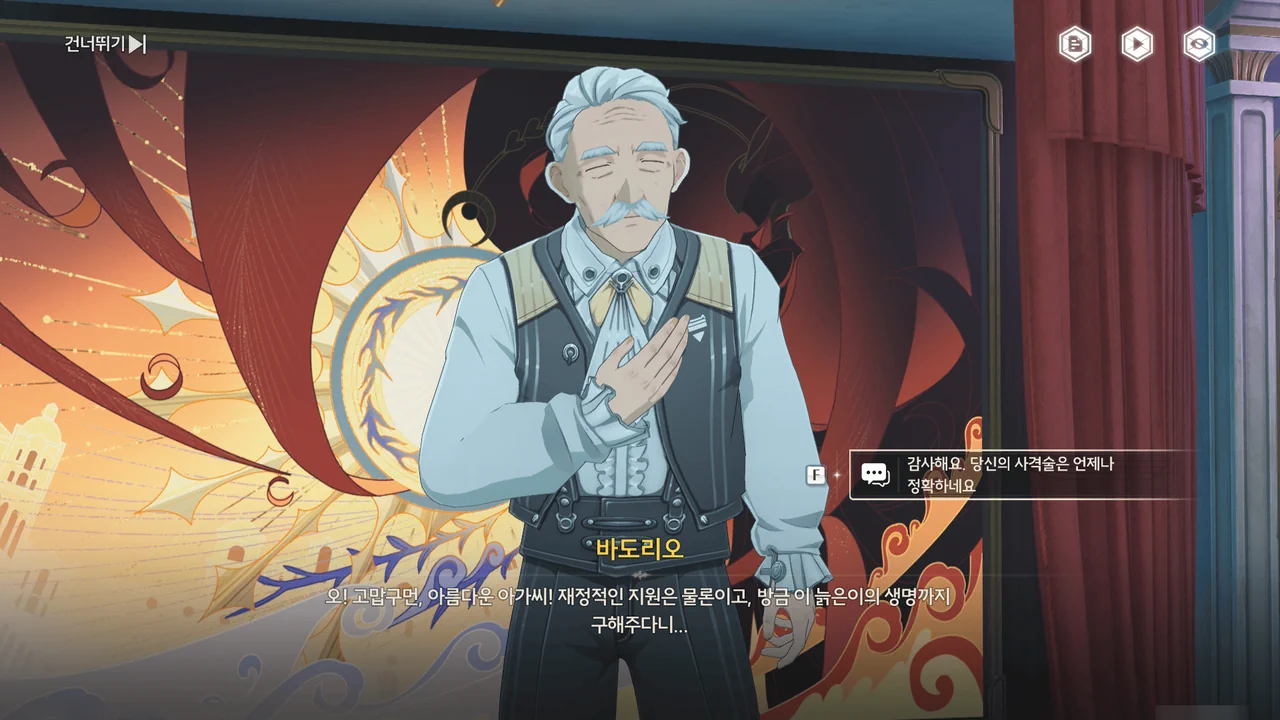 건너뛰기
F
감사해요. 당신의 사격술은 언제나
정확하네요
바도리오
오! 고맙구먼, 아름다운 아가씨! 재정적인 지원은 물론이고, 방금 이 늙은이의 생명까지
구해주다니...